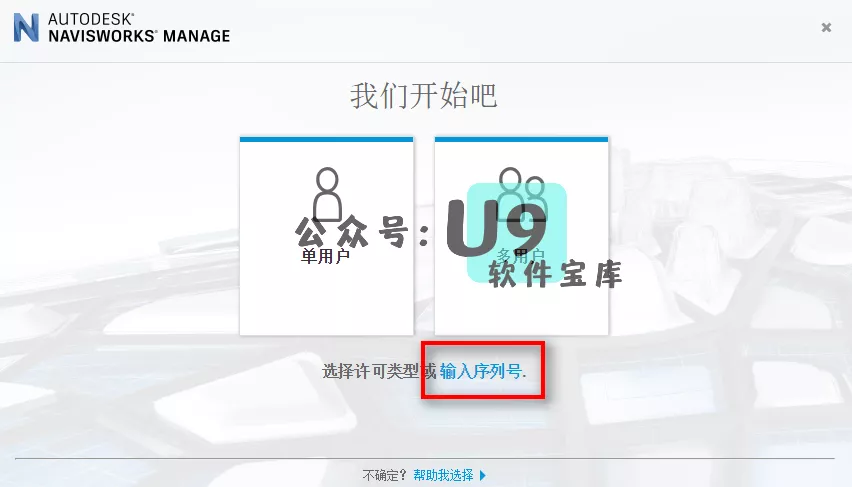 AUTODESK®
NAVISWORKS® MANAGE
我们开始吧
公众号：U9
软件宝库
单用户
多用户
选择许可类型或 输入序列号.
不确定？ 帮助我选择